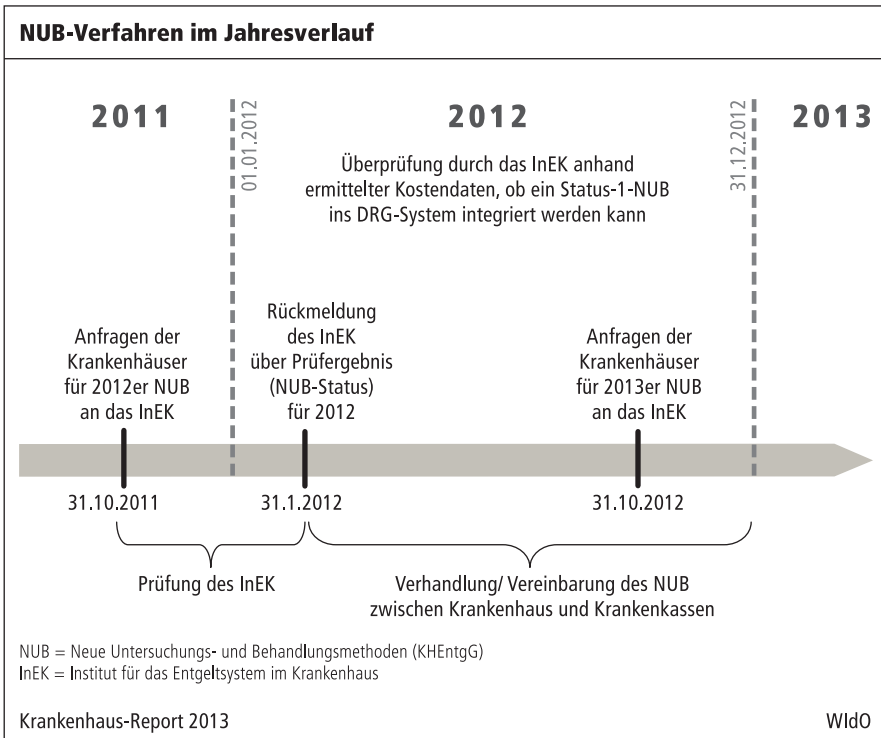 NUB-Verfahren im Jahresverlauf
2011
01.01.2012
2012
31.12.2012
2013
Überprüfung durch das InEK anhand
ermittelter Kostendaten, ob ein Status-1-NUB
ins DRG-System integriert werden kann
Anfragen der
Krankenhäuser
für 2012er NUB
an das InEK
Rückmeldung
des InEK
über Prüfergebnis
(NUB-Status)
für 2012
Anfragen der
Krankenhäuser
für 2013er NUB
an das InEK
31.10.2011
31.1.2012
31.10.2012
Prüfung des InEK
Verhandlung/ Vereinbarung des NUB
zwischen Krankenhaus und Krankenkassen
NUB = Neue Untersuchungs- und Behandlungsmethoden (KHEntgG)
InEK = Institut für das Entgeltsystem im Krankenhaus
Krankenhaus-Report 2013
WIdO